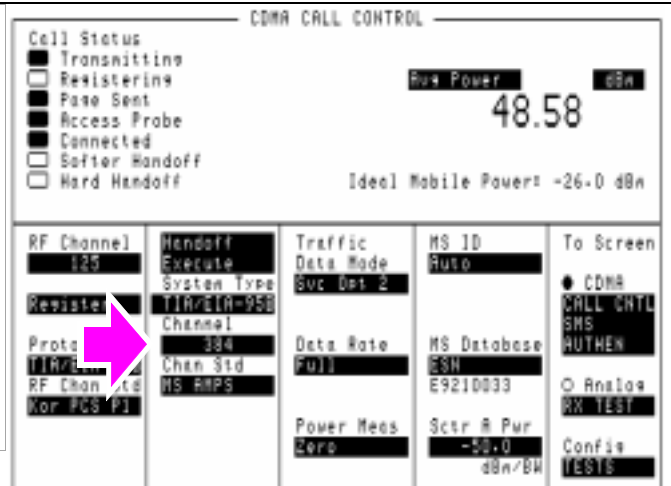 CDMA CALL CONTROL
Call Status
Transmitting
Registering
Page Sent
Access Probe
Connected
Softer Handoff
Hard Handoff
Avg Power dBm
48.58
Ideal Mobile Power: -26.0 dBm
RF Channel
125
Register
TIA/EIA
RF Chan Std
Kor PCS P1
Handoff
Execute
System Type
TIA/EIA-95B
Channel
384
Chan Std
MS AMPS
Traffic
Data Mode
Svc Opt 2
Data Rate
Full
Power Meas
Zero
MS ID
Auto
MS Database
ESN
E9210033
Sctr A Pwr
-50.0
dBm/BW
To Screen
CDMA
CALL CNTL
SMS
AUTHEN
Analog
RX TEST
Config
TESTS